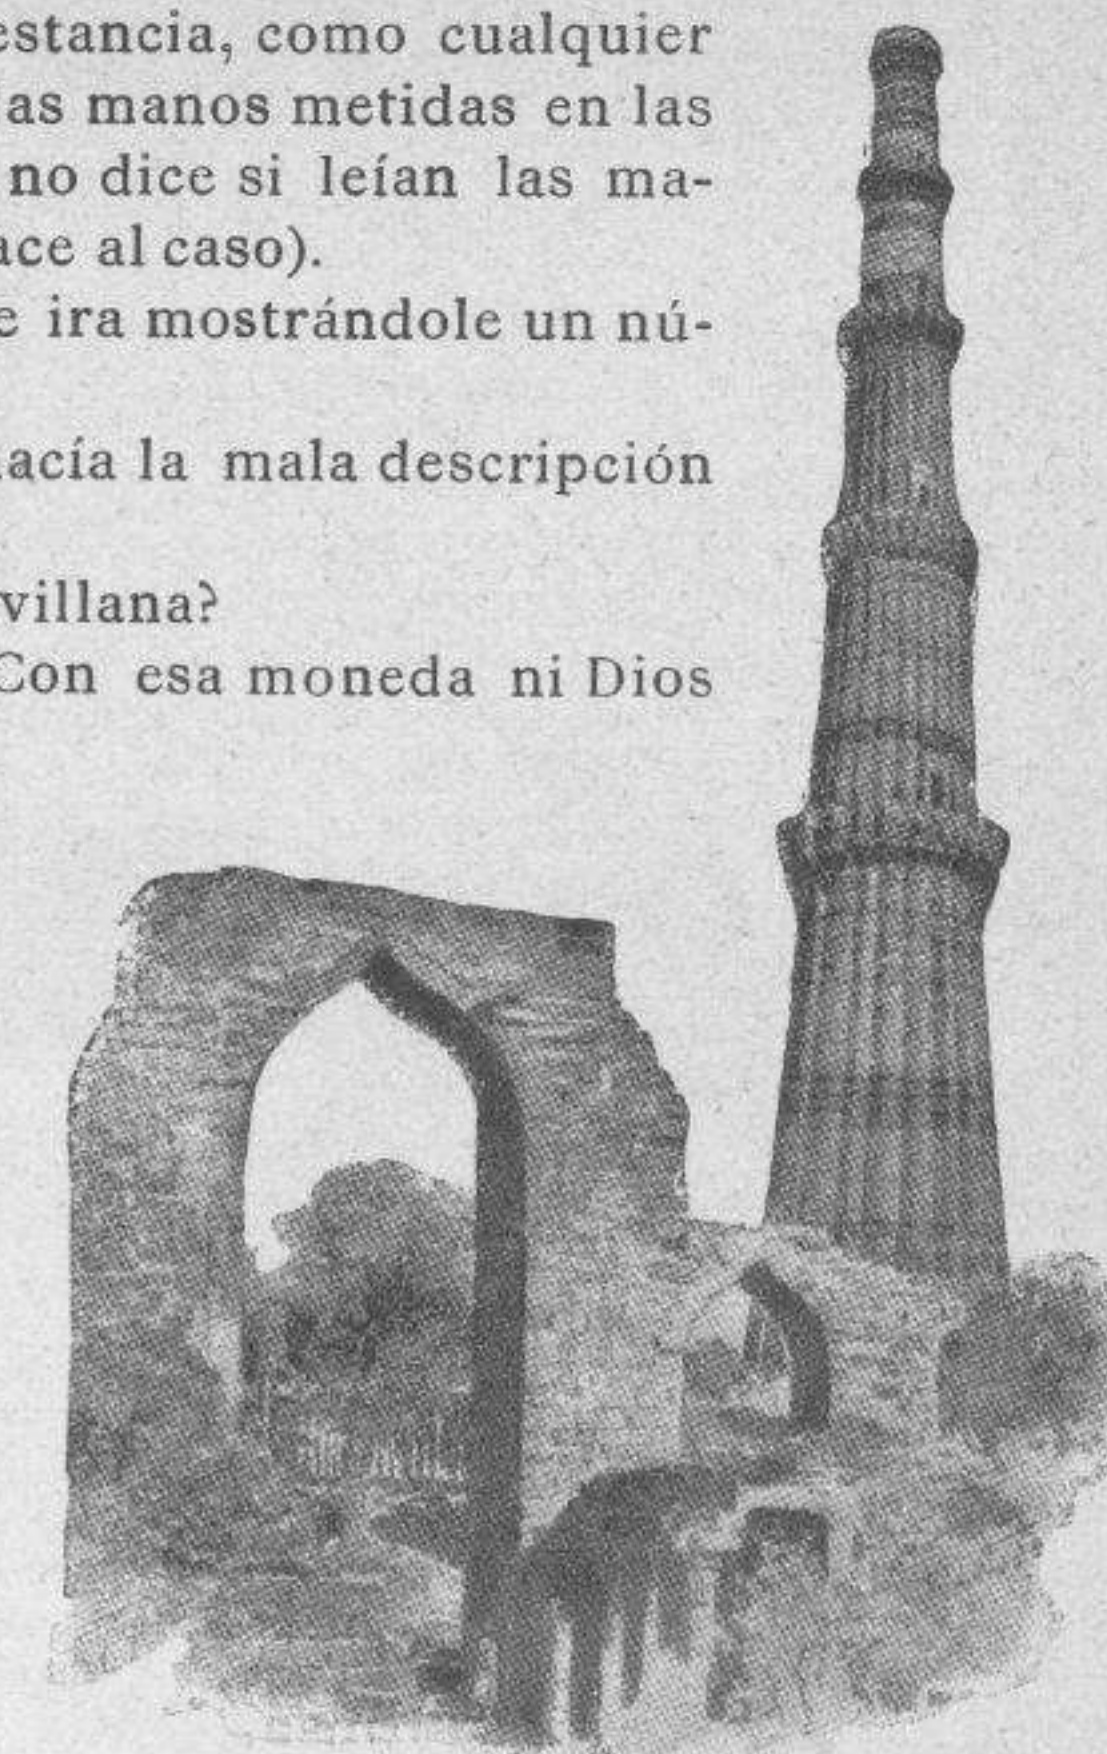 estancia, como cualquier
as manos metidas en las
no dice si leían las ma-
ace al caso).
e ira mostrándole un nú-
acía la mala descripción
villana?
Con esa moneda ni Dios